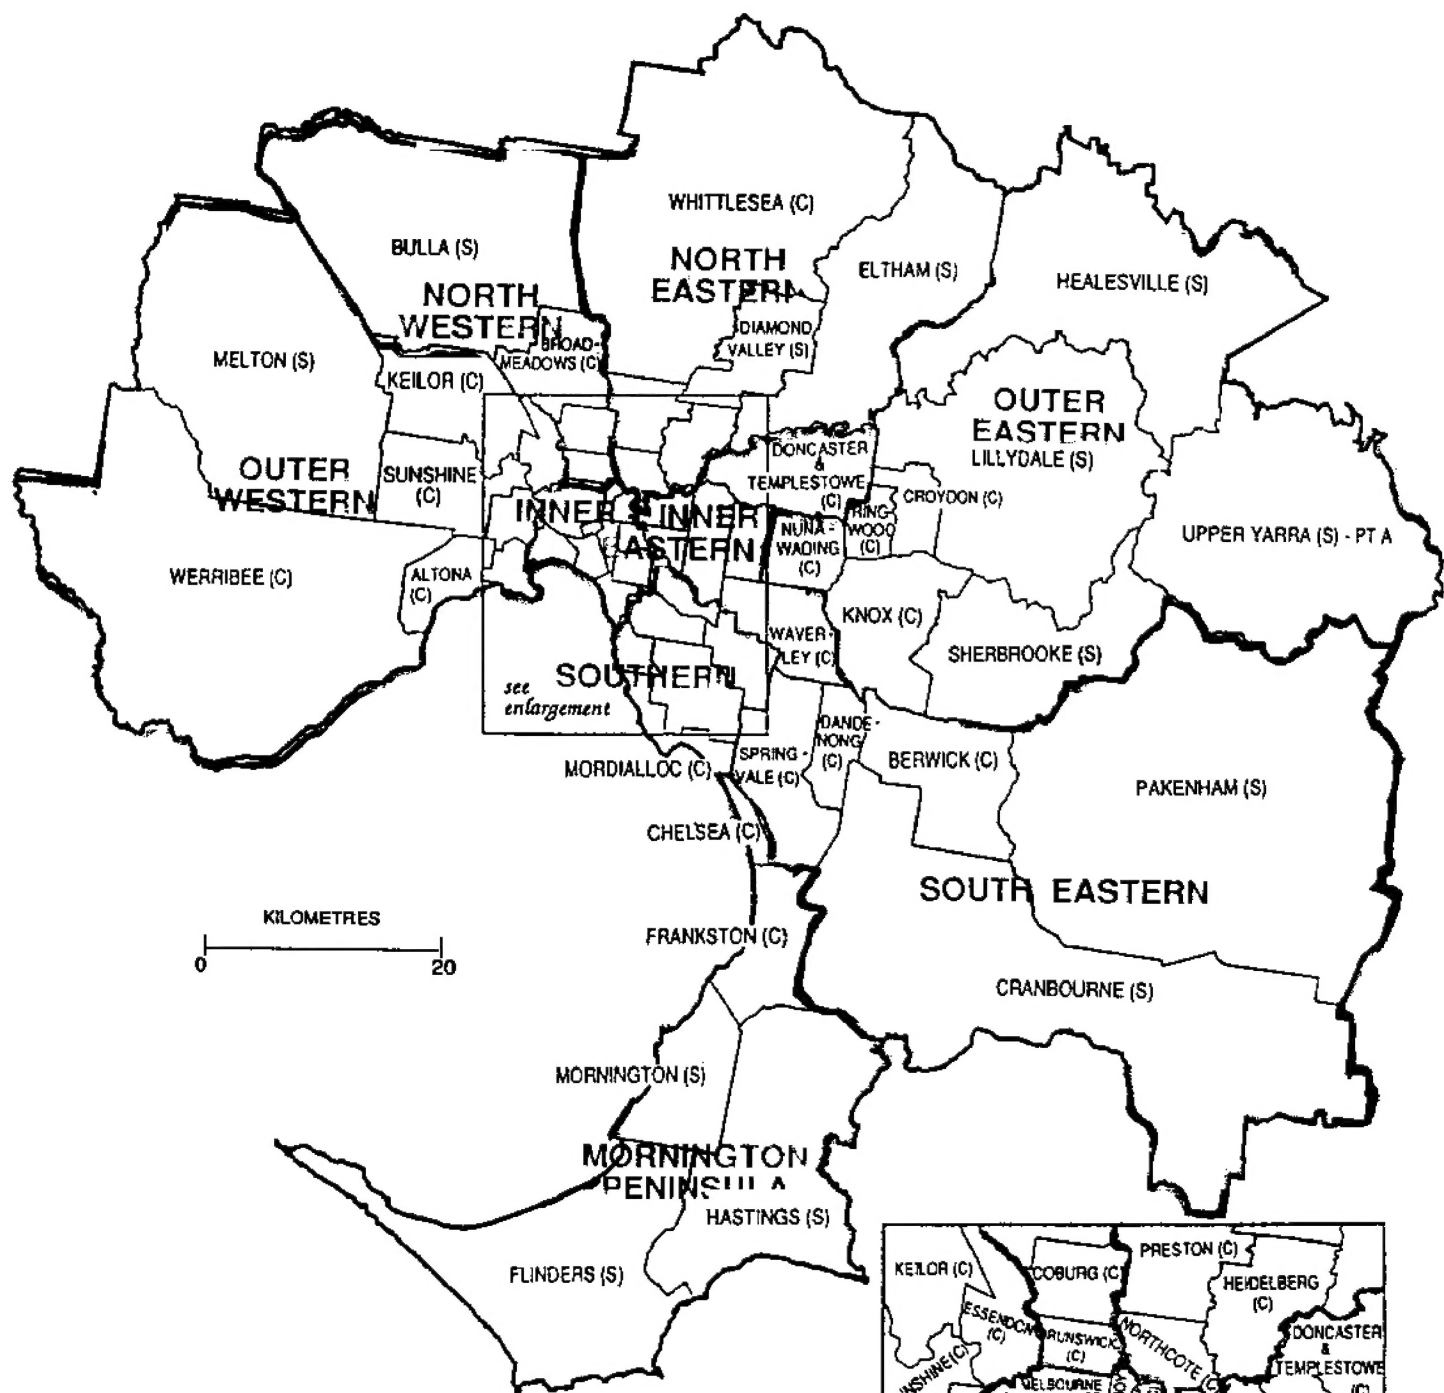 WHITTLESEA (C)
BULLA (S)
NORTH
EASTERN
ELTHAM (S)
HEALESVILLE (S)
NORTH
WESTERN
DIAMOND
VALLEY (S)
BROAD-
MEADOWS (C)
MELTON (S)
KEILOR (C)
OUTER
EASTERN
LILLYDALE (S)
DONCASTER
&
TEMPLESTOWE
(C)
OUTER
WESTERN
SUNSHINE
(C)
CROYDON (C)
RING-
WOOD
(C)
INNER
INNER
EASTERN
NUNA-
WADING
(C)
UPPER YARRA (S) - PT A
WERRIBEE (C)
ALTONA
(C)
KNOX (C)
WAVER-
LEY (C)
SHERBROOKE (S)
SOUTHERN
see
enlargement
DANDE-
NONG
(C)
MORDIALLOC (C)
SPRING-
VALE (C)
BERWICK (C)
PAKENHAM (S)
CHELSEA (C)
SOUTH EASTERN
KILOMETRES
0 20
FRANKSTON (C)
CRANBOURNE (S)
MORNINGTON (S)
MORNINGTON
PENINSULA
HASTINGS (S)
FLINDERS (S)
PRESTON (C)
KEILOR (C)
COBURG (C)
HEIDELBERG
(C)
ESSENDON
(C)
BRUNSWICK
(C)
NORTHCOTE (C)
DONCASTER
&
TEMPLESTOWE
(C)
SUNSHINE (C)
MELBOURNE